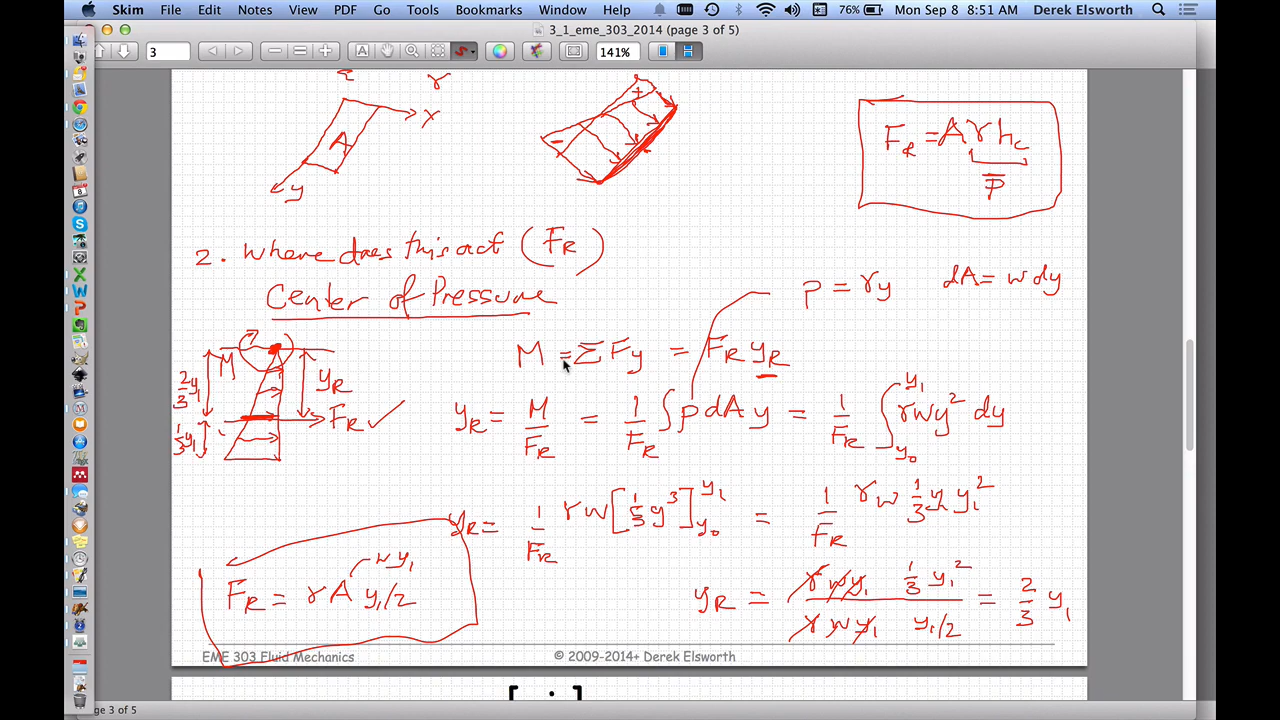 Skim File Edit Notes View PDF Go Tools Bookmarks Window Help 76% Mon Sep 8 8:51 AM Derek Elsworth
3_1_eme_303_2014 (page 3 of 5)
3 141%
γ
x
A
y
+
-
F_R = A γ h_c
p̅
2. where does this act (F_R)
Center of Pressure
p = γy dA = w dy
M = Σ F y = F_R y_R
M
2/3 y_1
y_R
F_R ✓
1/3 y_1
y_R = M/F_R = 1/F_R ∫ p dA y = 1/F_R ∫_{y_0}^{y_1} γwy² dy
y_R = 1/F_R γw [1/3 y³]_{y_0}^{y_1} = 1/F_R γw 1/3 y_1 y_1²
w y_1
F_R = γ A y_1/2
y_R = γwy_1 1/3 y_1² / γwy_1 y_1/2 = 2/3 y_1
EME 303 Fluid Mechanics © 2009-2014+ Derek Elsworth
page 3 of 5